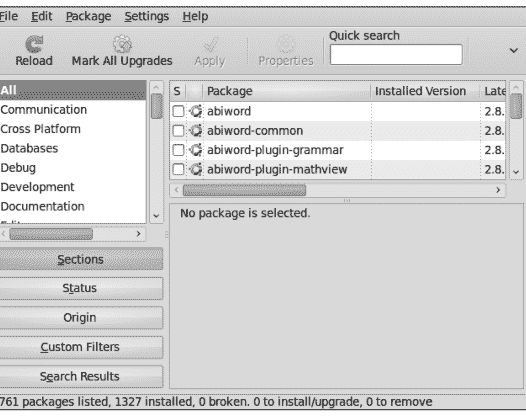 File Edit Package Settings Help
Quick search
Reload Mark All Upgrades Apply Properties
All
Communication
Cross Platform
Databases
Debug
Development
Documentation
S Package Installed Version Late
abiword 2.8.
abiword-common 2.8.
abiword-plugin-grammar 2.8.
abiword-plugin-mathview 2.8.
No package is selected.
Sections
Status
Origin
Custom Filters
Search Results
761 packages listed, 1327 installed, 0 broken. 0 to install/upgrade, 0 to remove